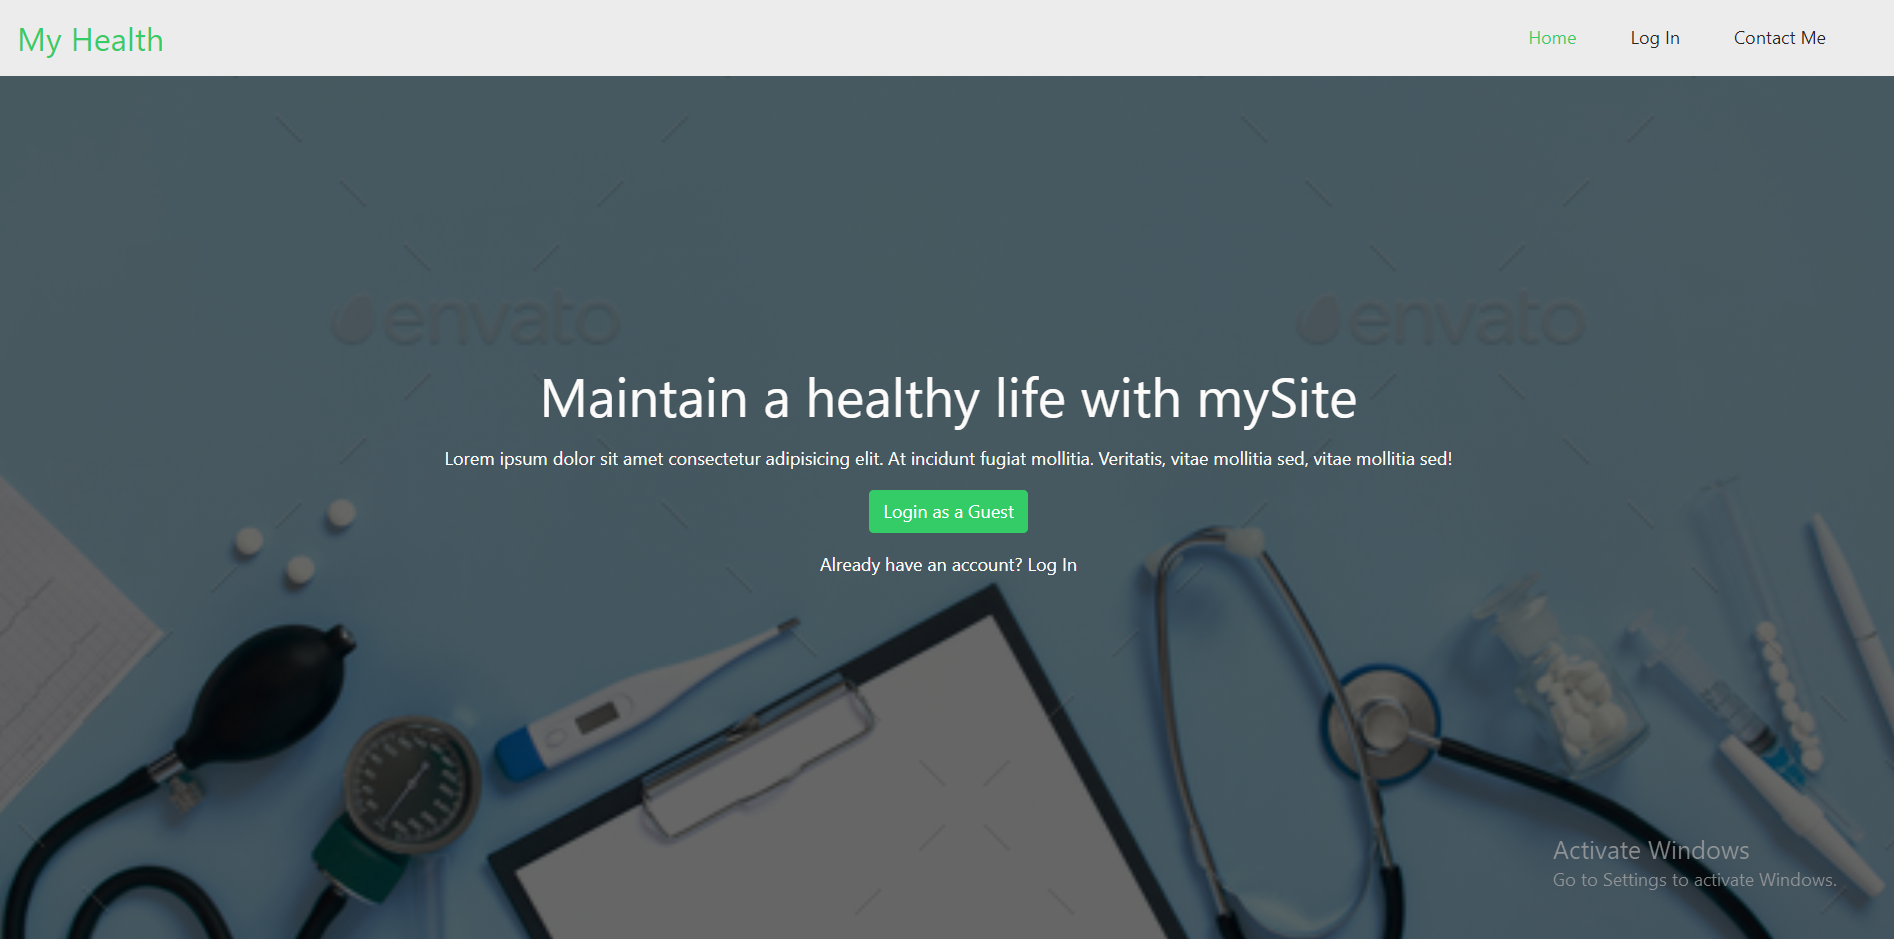 My Health
Home Log In Contact Me
envato envato
Maintain a healthy life with mySite
Lorem ipsum dolor sit amet consectetur adipisicing elit. At incidunt fugiat mollitia. Veritatis, vitae mollitia sed, vitae mollitia sed!
Login as a Guest
Already have an account? Log In
Activate Windows
Go to Settings to activate Windows.